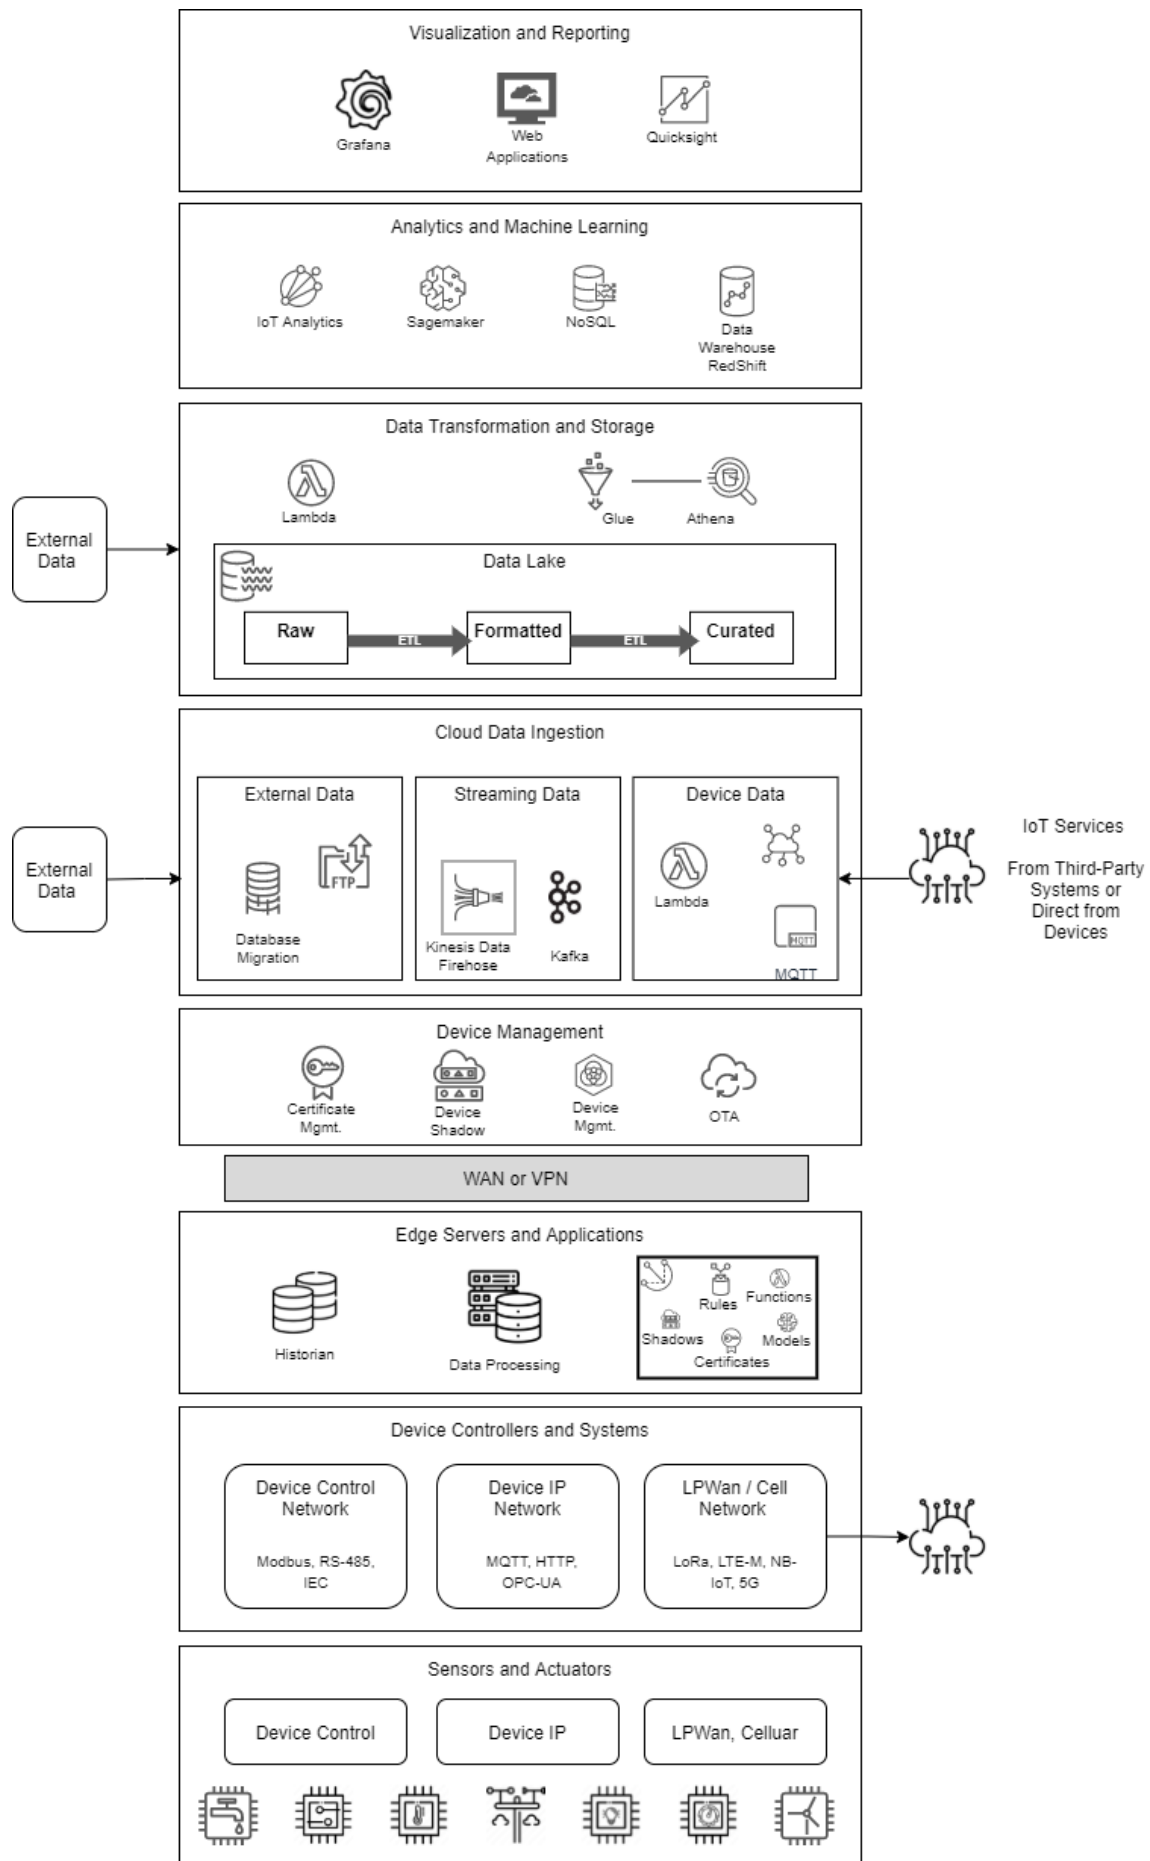 Visualization and Reporting
Grafana
Web
Applications
Quicksight
Analytics and Machine Learning
IoT Analytics
Sagemaker
NoSQL
Data
Warehouse
RedShift
Data Transformation and Storage
Lambda
Glue
Athena
External
Data
Data Lake
Raw
ETL
Formatted
ETL
Curated
Cloud Data Ingestion
External
Data
External Data
FTP
Database
Migration
Streaming Data
Kinesis Data
Firehose
Kafka
Device Data
Lambda
MQTT
MQTT
IoT Services
From Third-Party
Systems or
Direct from
Devices
Device Management
Certificate
Mgmt.
Device
Shadow
Device
Mgmt.
OTA
WAN or VPN
Edge Servers and Applications
Historian
Data Processing
Rules
Functions
Shadows
Models
Certificates
Device Controllers and Systems
Device Control
Network
Modbus, RS-485,
IEC
Device IP
Network
MQTT, HTTP,
OPC-UA
LPWan / Cell
Network
LoRa, LTE-M, NB-
IoT, 5G
Sensors and Actuators
Device Control
Device IP
LPWan, Celluar